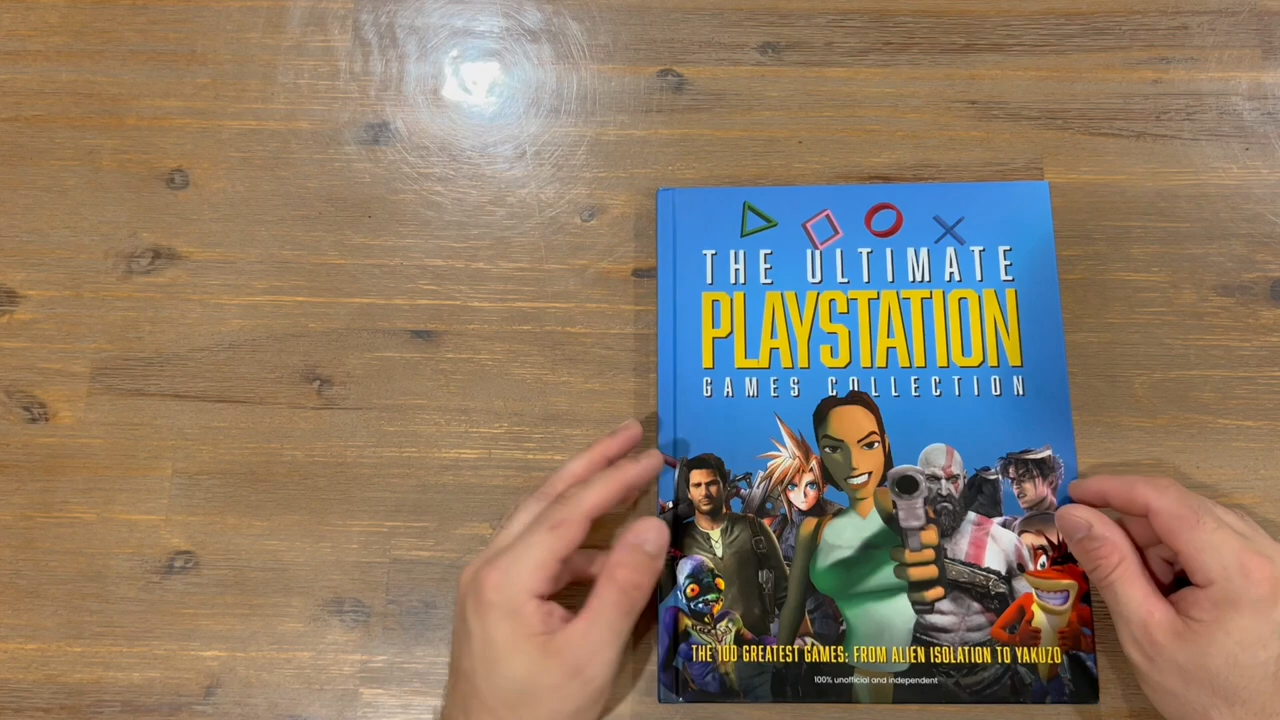 THE ULTIMATE
PLAYSTATION
GAMES COLLECTION
THE 100 GREATEST GAMES: FROM ALIEN ISOLATION TO YAKUZO
100% unofficial and independent